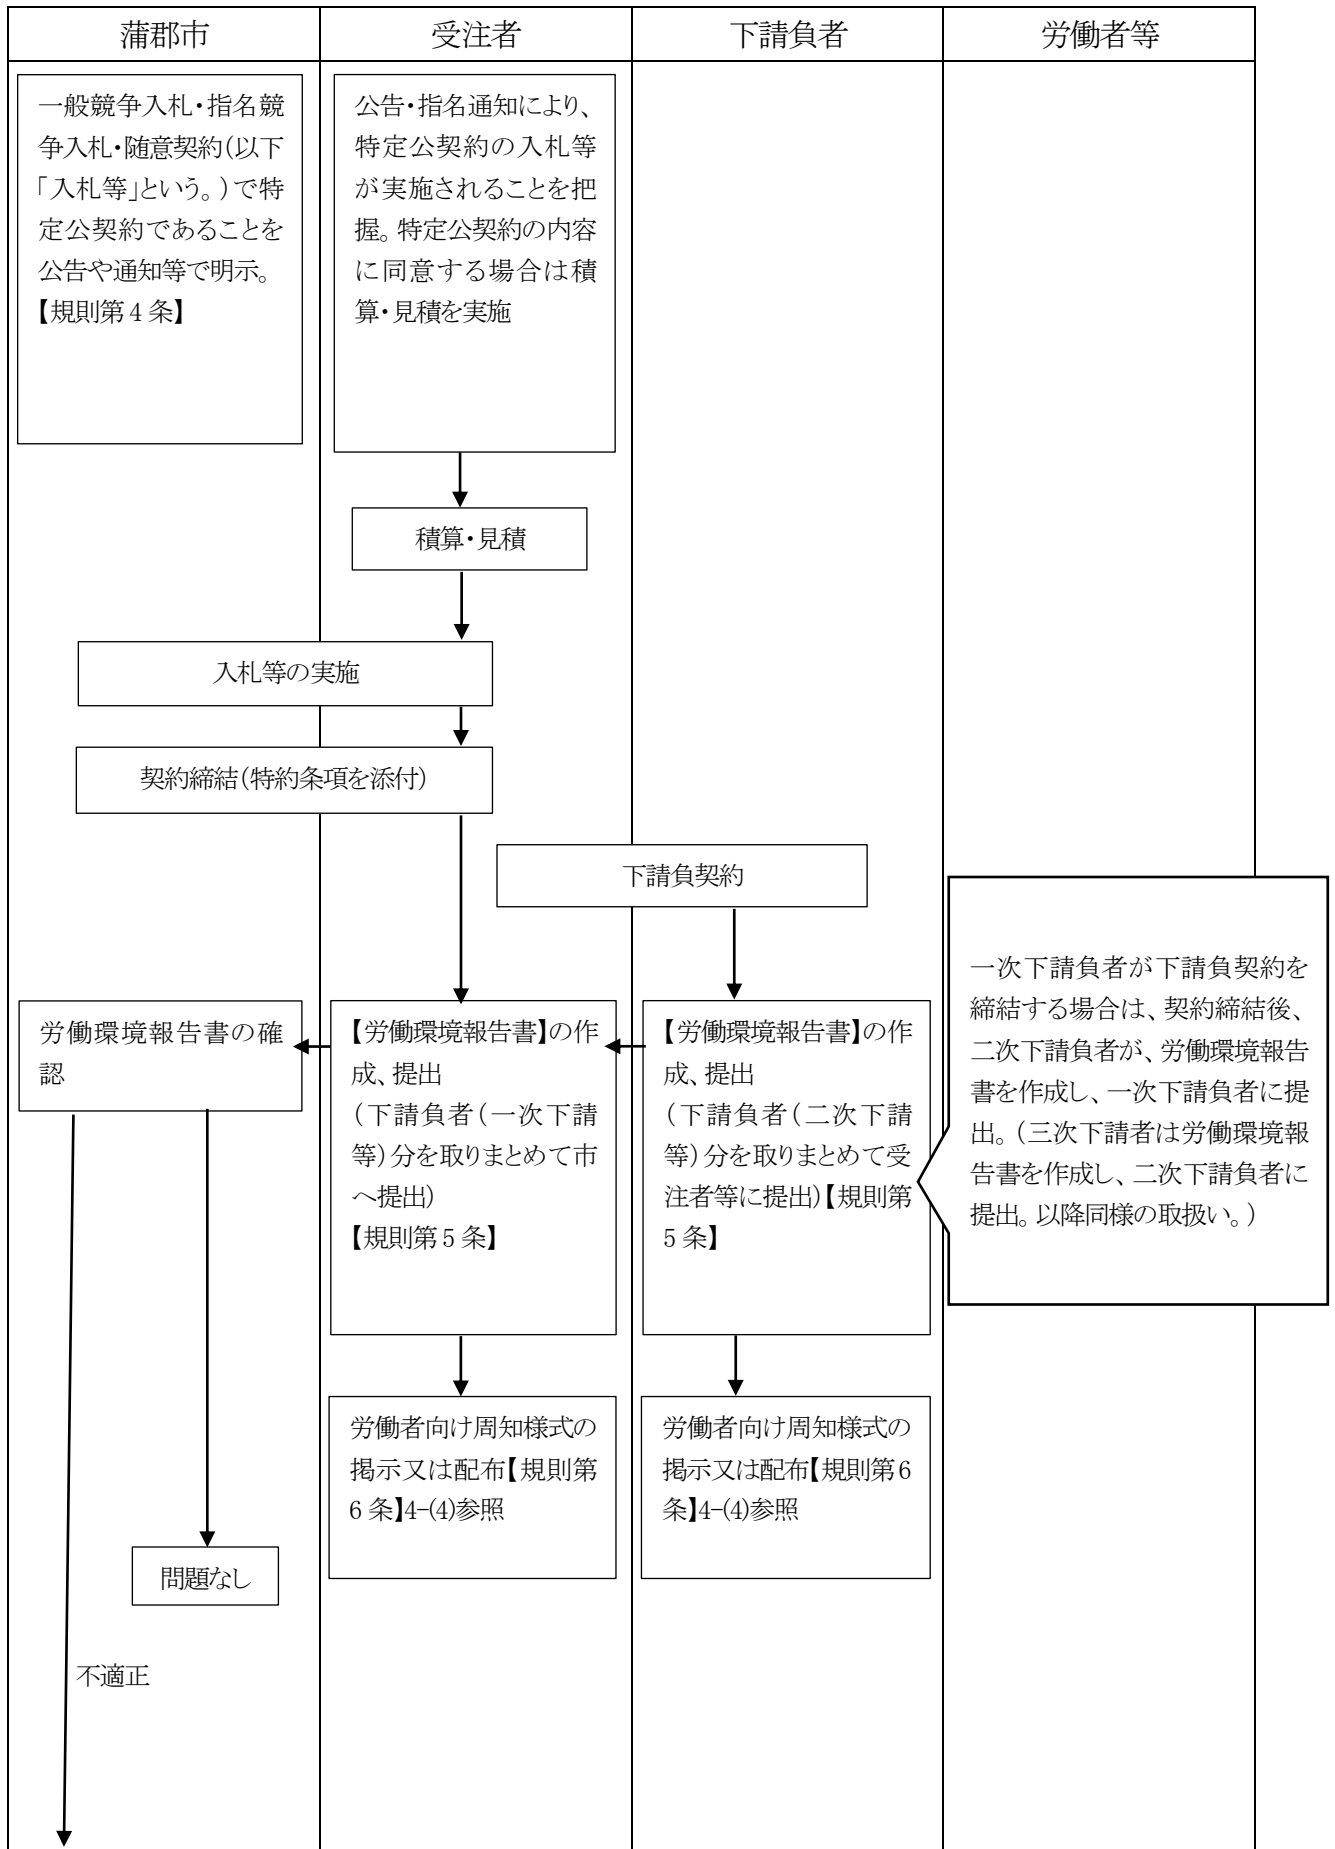 蒲郡市
受注者
下請負者
労働者等
一般競争入札・指名競
争入札・随意契約(以下
「入札等」という。)で特
定公契約であることを
公告や通知等で明示。
【規則第4条】
公告・指名通知により、
特定公契約の入札等
が実施されることを把
握。特定公契約の内容
に同意する場合は積
算・見積を実施
積算・見積
入札等の実施
契約締結(特約条項を添付)
下請負契約
労働環境報告書の確
認
【労働環境報告書】の作
成、提出
(下請負者(一次下請
等)分を取りまとめて市
へ提出)
【規則第5条】
【労働環境報告書】の作
成、提出
(下請負者(二次下請
等)分を取りまとめて受
注者等に提出)【規則第
5条】
一次下請負者が下請負契約を
締結する場合は、契約締結後、
二次下請負者が、労働環境報告
書を作成し、一次下請負者に提
出。(三次下請者は労働環境報
告書を作成し、二次下請負者に
提出。以降同様の取扱い。)
労働者向け周知様式の
掲示又は配布【規則第
6条】4-(4)参照
労働者向け周知様式の
掲示又は配布【規則第6
条】4-(4)参照
問題なし
不適正